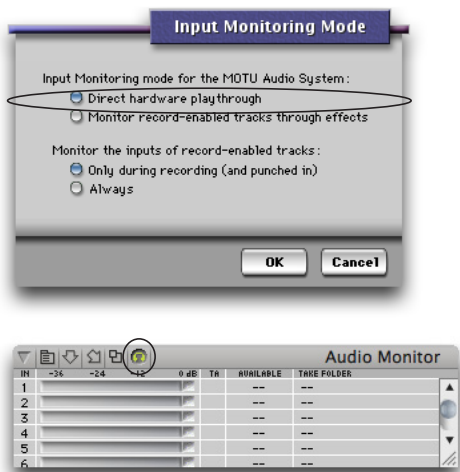 Input Monitoring Mode
Input Monitoring mode for the MOTU Audio System:
Direct hardware playthrough
Monitor record-enabled tracks through effects
Monitor the inputs of record-enabled tracks:
Only during recording (and punched in)
Always
OK Cancel
Audio Monitor
IN -36 -24 -12 0 dB TA AVAILABLE TAKE FOLDER
1 -- --
2 -- --
3 -- --
4 -- --
5 -- --
6 -- --